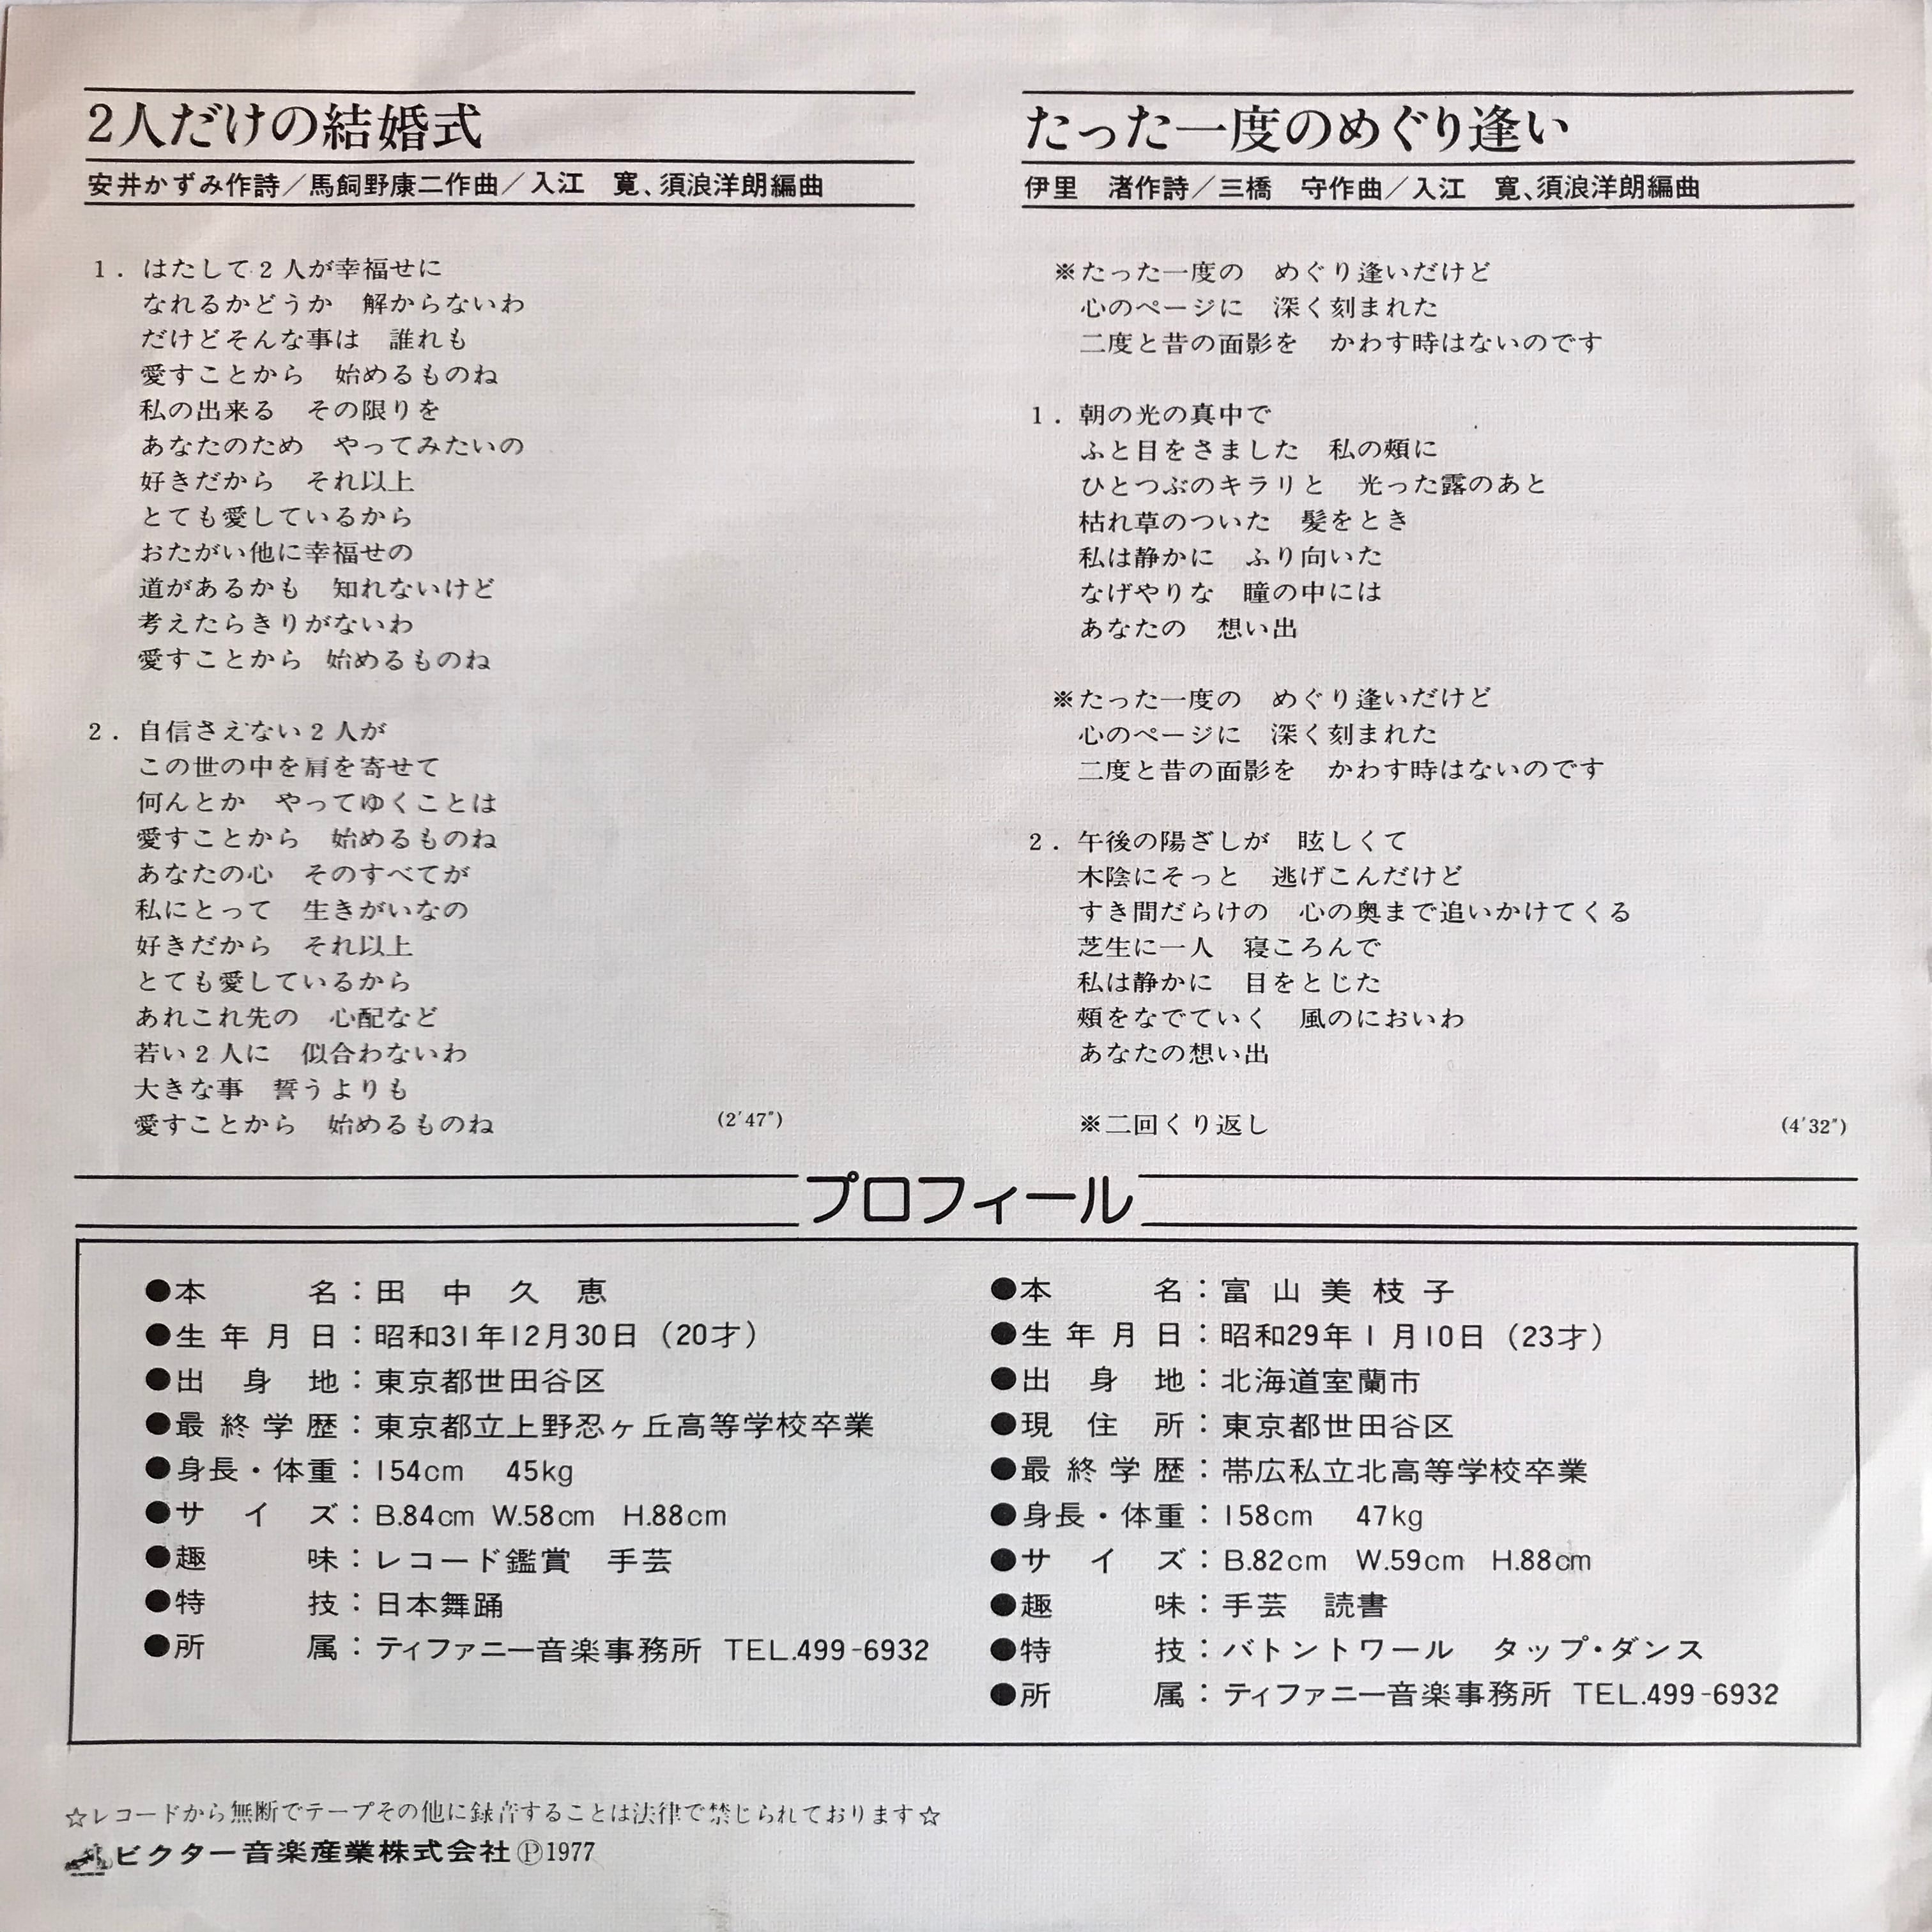 2人だけの結婚式
安井かずみ作詩／馬飼野康二作曲／入江　寛、須浪洋朗編曲
1. はたして2人が幸福せに
なれるかどうか　解からないわ
だけどそんな事は　誰れも
愛すことから　始めるものね
私の出来る　その限りを
あなたのため　やってみたいの
好きだから　それ以上
とても愛しているから
おたがい他に幸福せの
道があるかも　知れないけど
考えたらきりがないわ
愛すことから　始めるものね
2. 自信さえない2人が
この世の中を肩を寄せて
何んとか　やってゆくことは
愛すことから　始めるものね
あなたの心　そのすべてが
私にとって　生きがいなの
好きだから　それ以上
とても愛しているから
あれこれ先の　心配など
若い2人に　似合わないわ
大きな事　誓うよりも
愛すことから　始めるものね
(2′47″)
たった一度のめぐり逢い
伊里　渚作詩／三橋　守作曲／入江　寛、須浪洋朗編曲
※たった一度の　めぐり逢いだけど
心のページに　深く刻まれた
二度と昔の面影を　かわす時はないのです
1. 朝の光の真中で
ふと目をさました　私の頬に
ひとつぶのキラリと　光った露のあと
枯れ草のついた　髪をとき
私は静かに　ふり向いた
なげやりな　瞳の中には
あなたの　想い出
※たった一度の　めぐり逢いだけど
心のページに　深く刻まれた
二度と昔の面影を　かわす時はないのです
2. 午後の陽ざしが　眩しくて
木陰にそっと　逃げこんだけど
すき間だらけの　心の奥まで追いかけてくる
芝生に一人　寝ころんで
私は静かに　目をとじた
頬をなでていく　風のにおいわ
あなたの想い出
※二回くり返し
(4′32″)
プロフィール
●本名：田中久恵
●生年月日：昭和31年12月30日（20才）
●出身地：東京都世田谷区
●最終学歴：東京都立上野忍ヶ丘高等学校卒業
●身長・体重：154cm　45kg
●サイズ：B.84cm W.58cm H.88cm
●趣味：レコード鑑賞　手芸
●特技：日本舞踊
●所属：ティファニー音楽事務所 TEL.499-6932
●本名：富山美枝子
●生年月日：昭和29年1月10日（23才）
●出身地：北海道室蘭市
●現住所：東京都世田谷区
●最終学歴：帯広私立北高等学校卒業
●身長・体重：158cm　47kg
●サイズ：B.82cm W.59cm H.88cm
●趣味：手芸　読書
●特技：バトントワール　タップ・ダンス
●所属：ティファニー音楽事務所 TEL.499-6932
☆レコードから無断でテープその他に録音することは法律で禁じられております☆
ビクター音楽産業株式会社Ⓟ1977